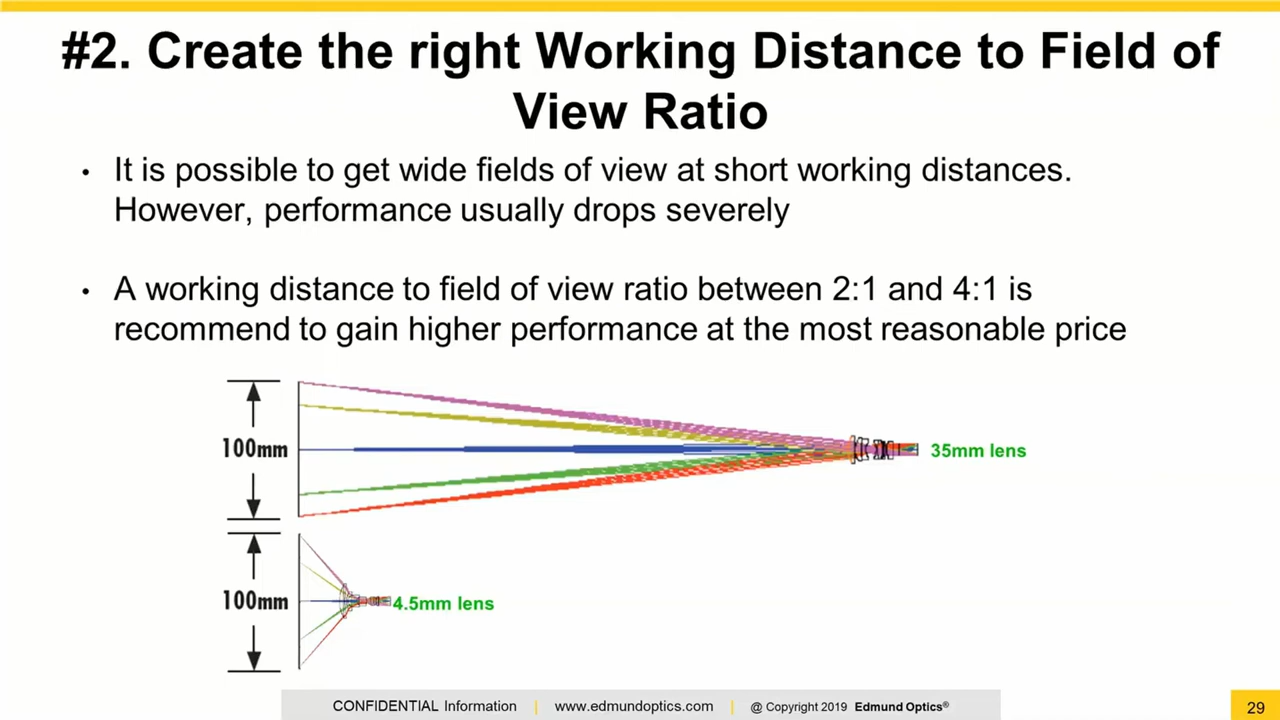 #2. Create the right Working Distance to Field of
View Ratio
• It is possible to get wide fields of view at short working distances.
However, performance usually drops severely
• A working distance to field of view ratio between 2:1 and 4:1 is
recommend to gain higher performance at the most reasonable price
100mm
35mm lens
100mm
4.5mm lens
CONFIDENTIAL Information | www.edmundoptics.com | @ Copyright 2019 Edmund Optics®
29